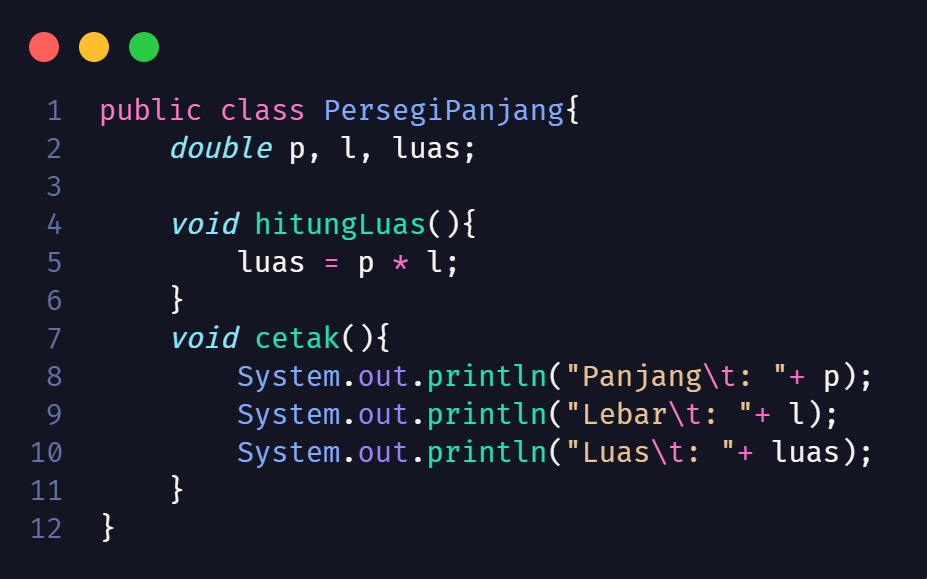 1 public class PersegiPanjang{
2     double p, l, luas;
3
4     void hitungLuas(){
5         luas = p * l;
6     }
7     void cetak(){
8         System.out.println("Panjang\t: "+ p);
9         System.out.println("Lebar\t: "+ l);
10         System.out.println("Luas\t: "+ luas);
11     }
12 }